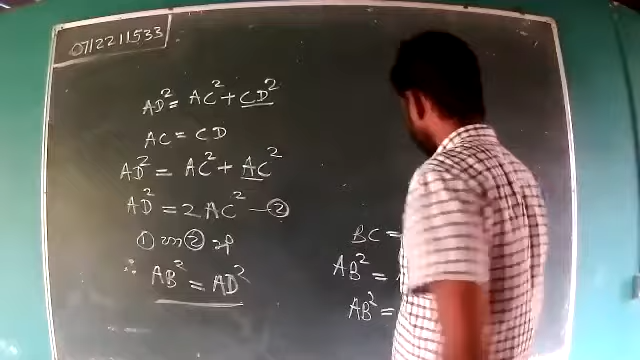 0712211533
AD² = AC² + CD²
AC = CD
AD² = AC² + AC²
AD² = 2AC² — ②
① සහ ② න්
∴ AB² = AD²
BC =
AB² =
AB² =